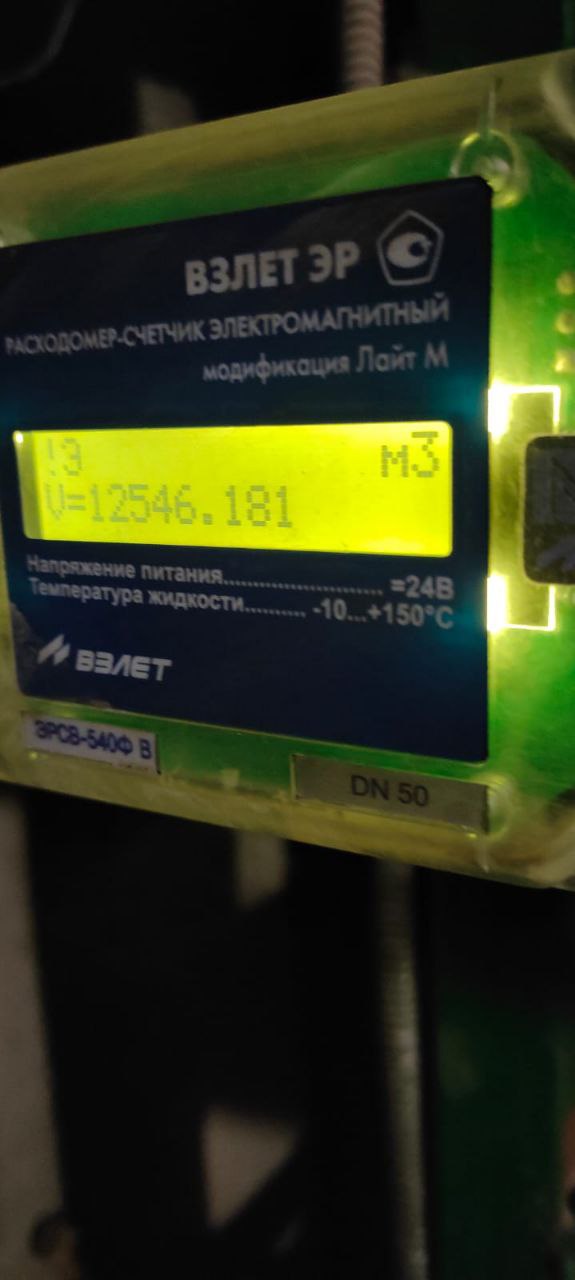 ВЗЛЕТ ЭР
РАСХОДОМЕР-СЧЕТЧИК ЭЛЕКТРОМАГНИТНЫЙ
модификация Лайт М
!3 м3
V=12546.181
Напряжение питания........................ =24В
Температура жидкости.......... -10...+150°С
ВЗЛЕТ
ЭРСВ-540Ф В
DN 50